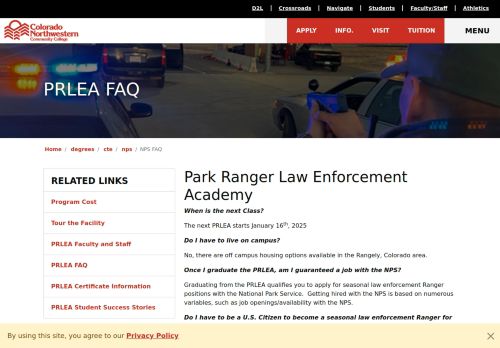 D2L | Crossroads | Navigate | Students | Faculty/Staff | Athletics
Colorado
Northwestern
Community College
APPLY INFO. VISIT TUITION MENU
PRLEA FAQ
Home / degrees / cte / nps / NPS FAQ
RELATED LINKS
Program Cost
Tour the Facility
PRLEA Faculty and Staff
PRLEA FAQ
PRLEA Certificate Information
PRLEA Student Success Stories
Park Ranger Law Enforcement
Academy
When is the next Class?
The next PRLEA starts January 16th, 2025
Do I have to live on campus?
No, there are off campus housing options available in the Rangely, Colorado area.
Once I graduate the PRLEA, am I guaranteed a job with the NPS?
Graduating from the PRLEA qualifies you to apply for seasonal law enforcement Ranger
positions with the National Park Service. Getting hired with the NPS is based on numerous
variables, such as job openings/availability with the NPS.
Do I have to be a U.S. Citizen to become a seasonal law enforcement Ranger for
By using this site, you agree to our Privacy Policy